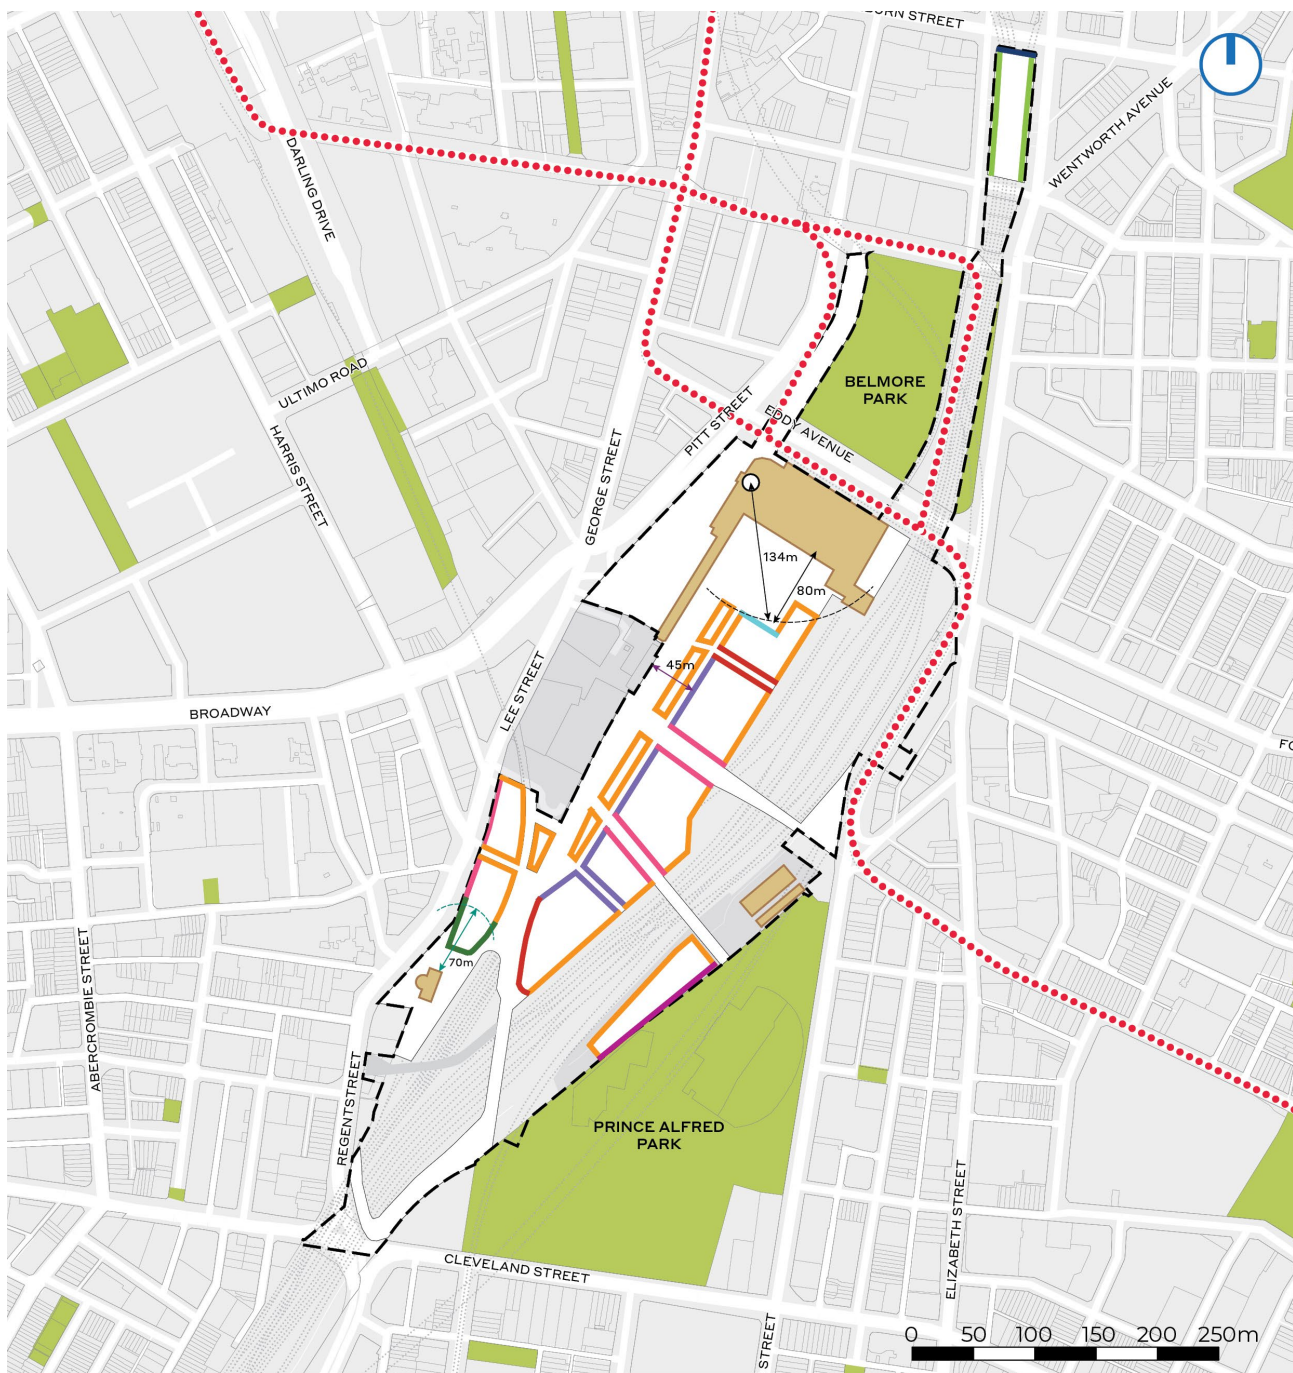 WENTWORTH AVENUE
DARLING DRIVE
BELMORE
PARK
ULTIMO ROAD
PITT STREET
EDDY AVENUE
HARRIS STREET
GEORGE STREET
134m
80m
45m
LEE STREET
BROADWAY
70m
ABERCROMBIE STREET
REGENT STREET
PRINCE ALFRED
PARK
ELIZABETH STREET
CLEVELAND STREET
STREET
0 50 100 150 200 250m